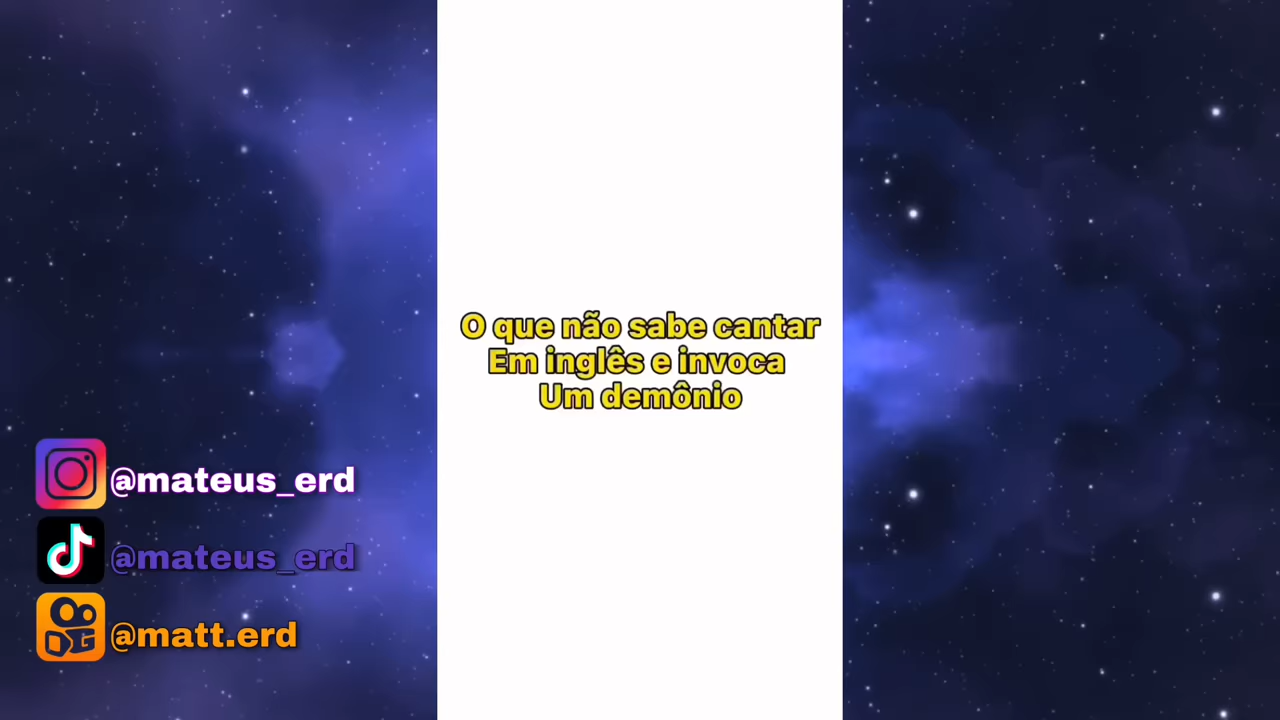 O que não sabe cantar
Em inglês e invoca
Um demônio
@mateus_erd
@mateus_erd
@matt.erd